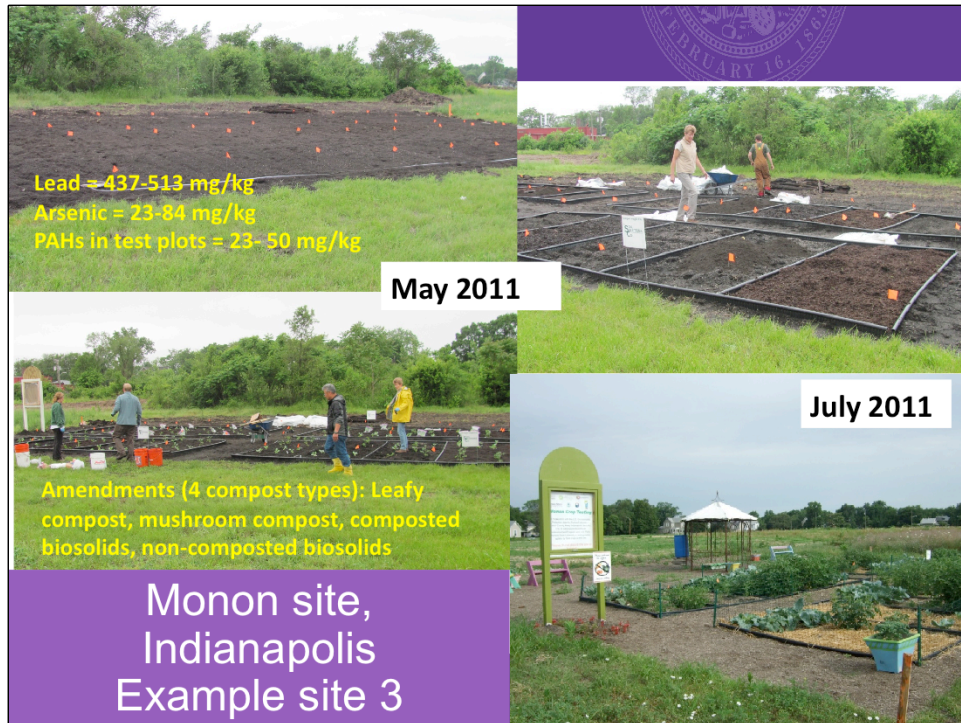 FEBRUARY 16, 1863
Lead = 437-513 mg/kg
Arsenic = 23-84 mg/kg
PAHs in test plots = 23- 50 mg/kg
May 2011
Amendments (4 compost types): Leafy
compost, mushroom compost, composted
biosolids, non-composted biosolids
July 2011
Monon site,
Indianapolis
Example site 3